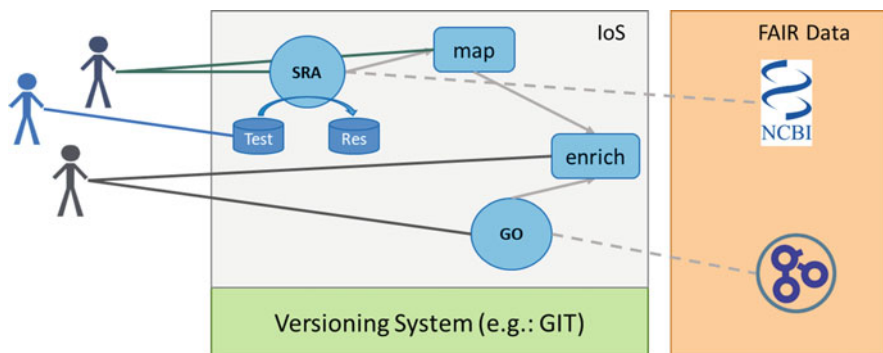 IoS
FAIR Data
SRA
map
NCBI
Test
Res
enrich
GO
Versioning System (e.g.: GIT)